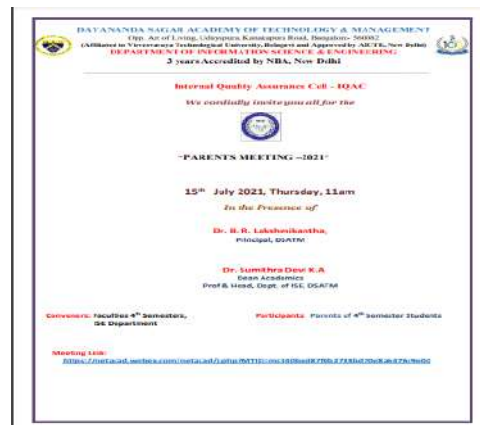 DAYANANDA SAGAR ACADEMY OF TECHNOLOGY & MANAGEMENT
Opp. Art of Living, Udayapura, Kanakapura Road, Bangalore- 560082
(Affiliated to Visvesvaraya Technological University, Belagavi and Approved by AICTE, New Delhi)
DEPARTMENT OF INFORMATION SCIENCE & ENGINEERING
3 years Accredited by NBA, New Delhi
Internal Quality Assurance Cell - IQAC
We cordially invite you all for the
"PARENTS MEETING –2021"
15th July 2021, Thursday, 11am
In the Presence of
Dr. B. R. Lakshmikantha,
Principal, DSATM
Dr. Sumithra Devi K.A
Dean Academics
Prof & Head, Dept. of ISE, DSATM
Conveners: Faculties 4th Semesters, ISE Department
Participants: Parents of 4th Semester Students
Meeting Link: